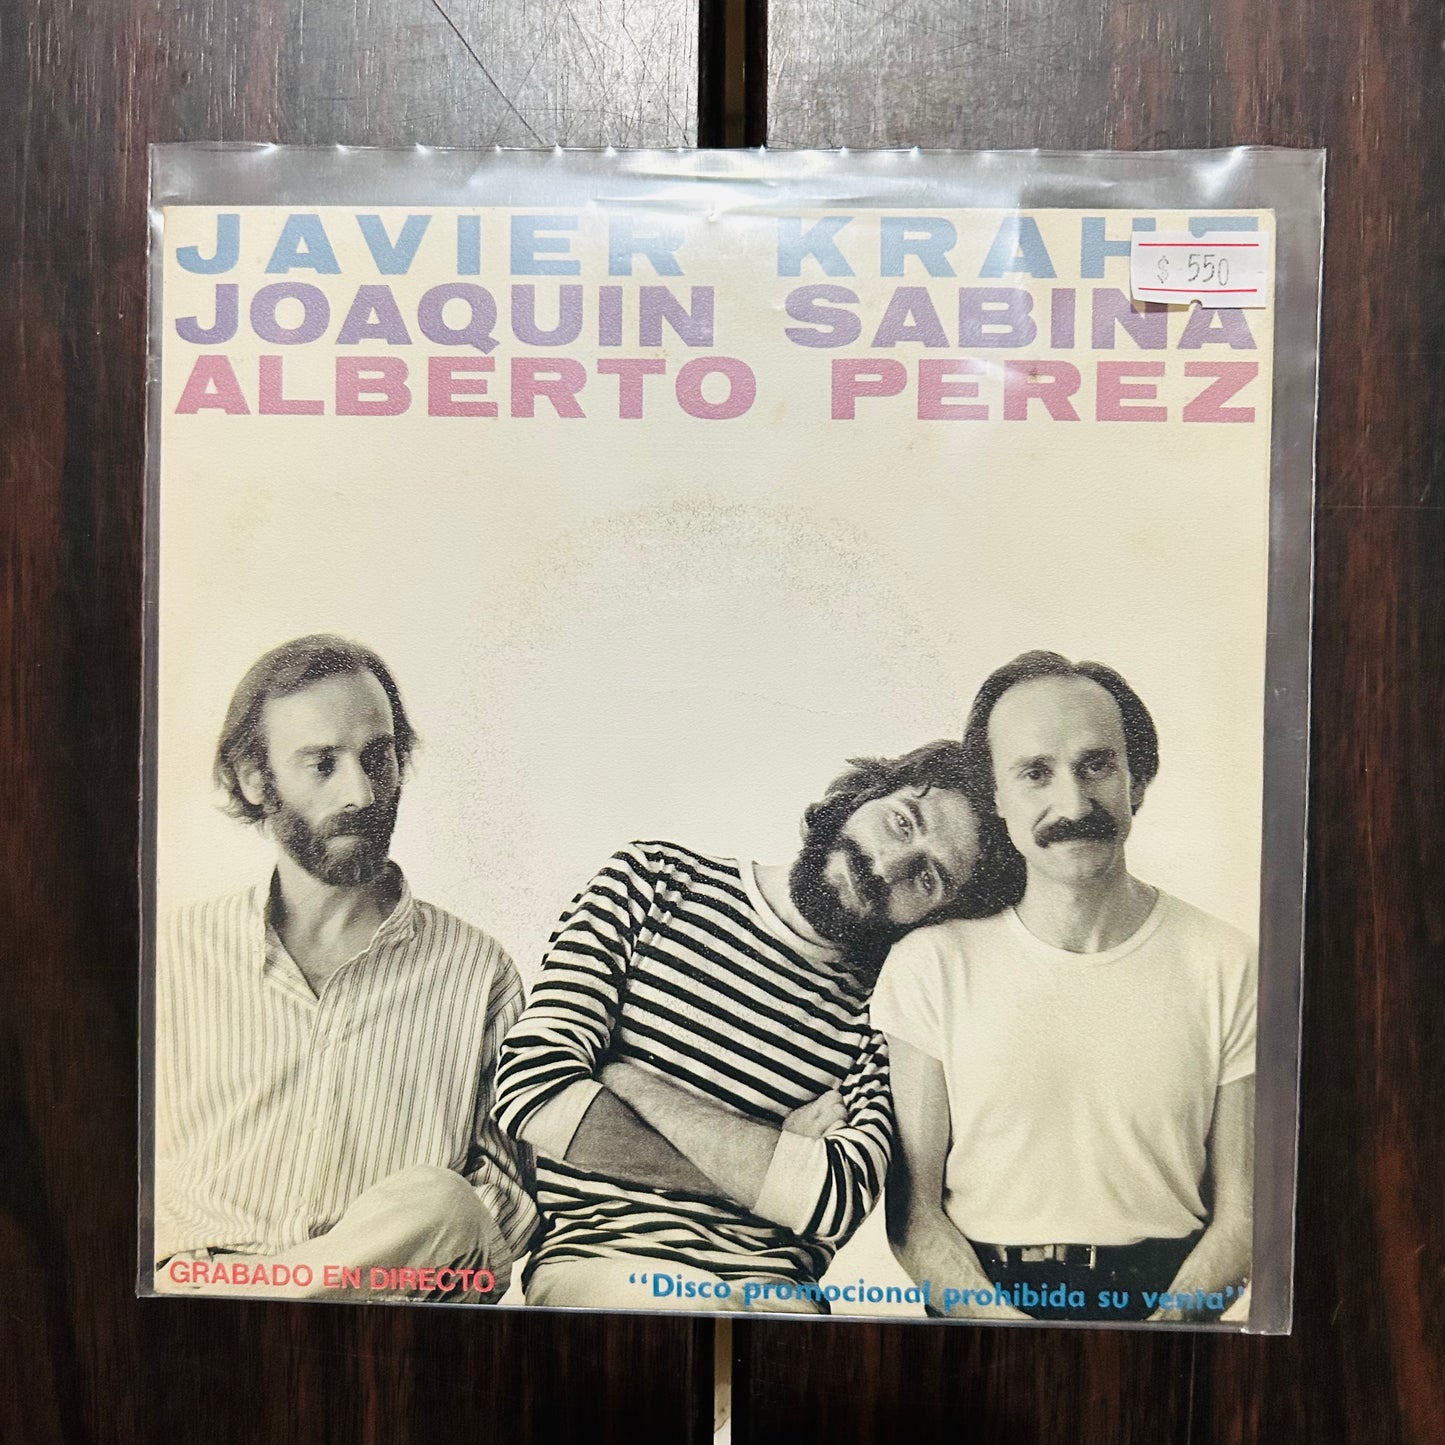 JAVIER KRAHE
$ 550
JOAQUIN SABINA
ALBERTO PEREZ
GRABADO EN DIRECTO
“Disco promocional prohibida su venta”